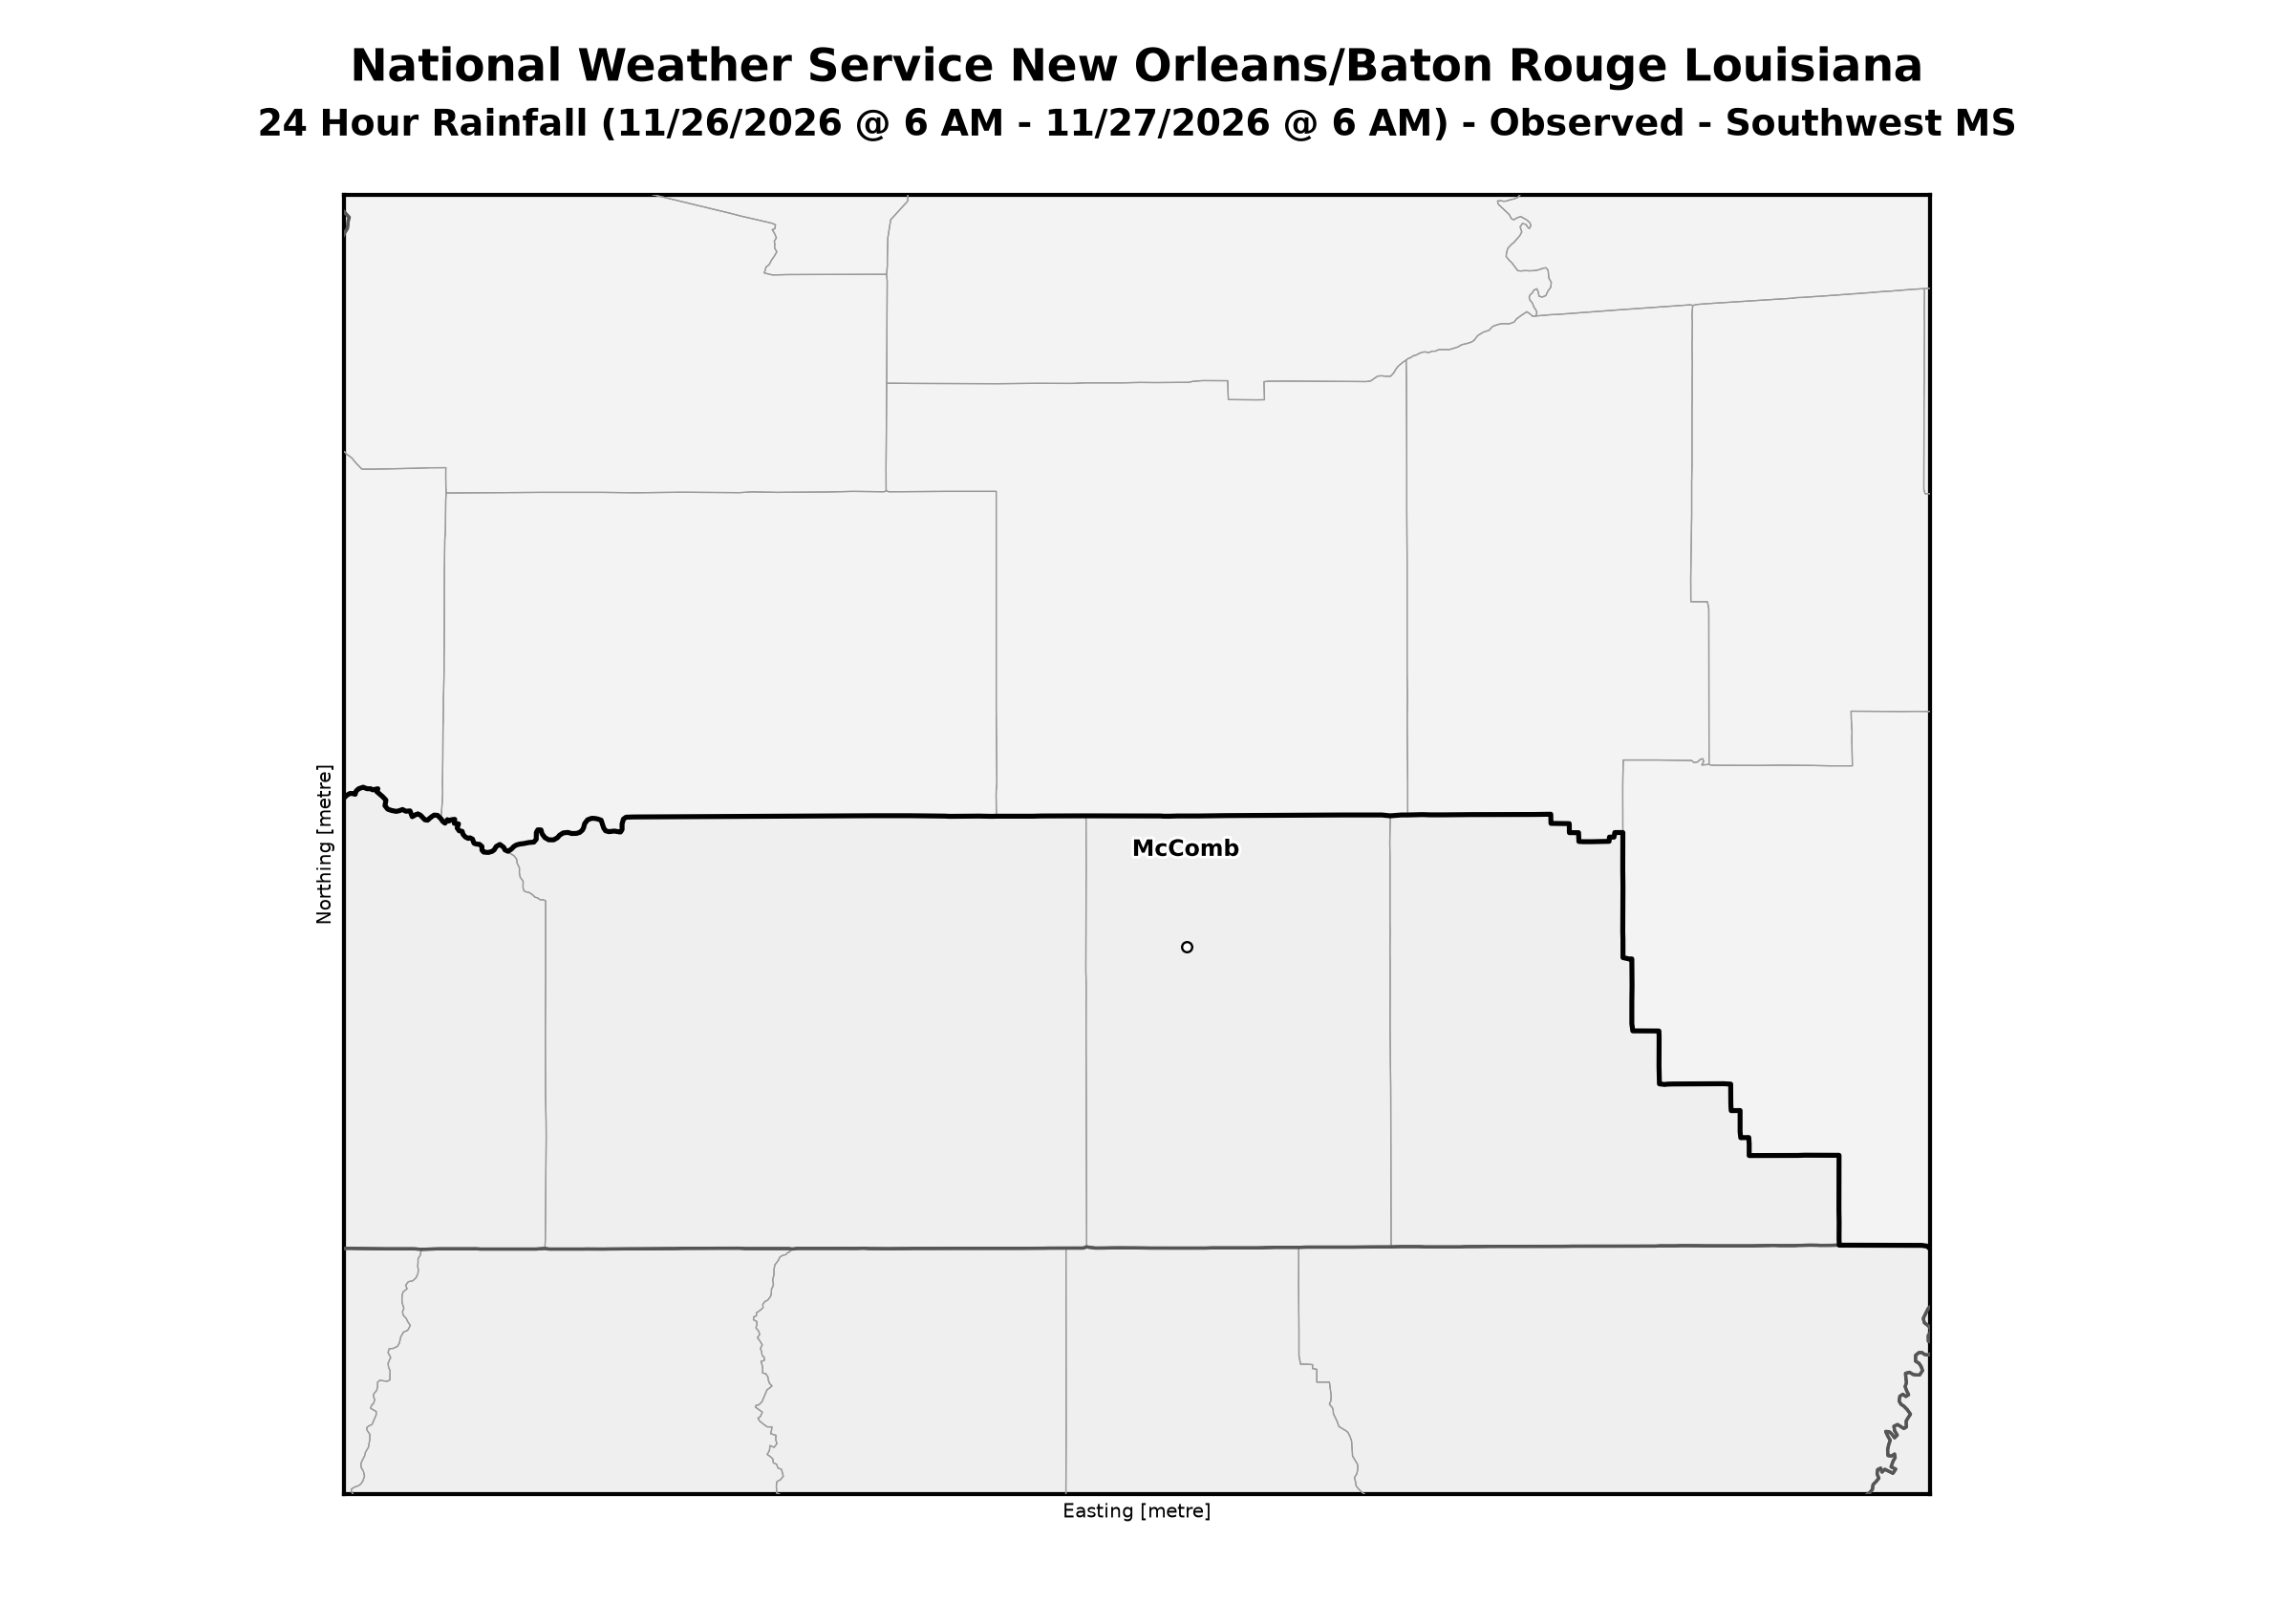 National Weather Service New Orleans/Baton Rouge Louisiana
24 Hour Rainfall (11/26/2026 @ 6 AM - 11/27/2026 @ 6 AM) - Observed - Southwest MS
McComb
Northing [metre]
Easting [metre]